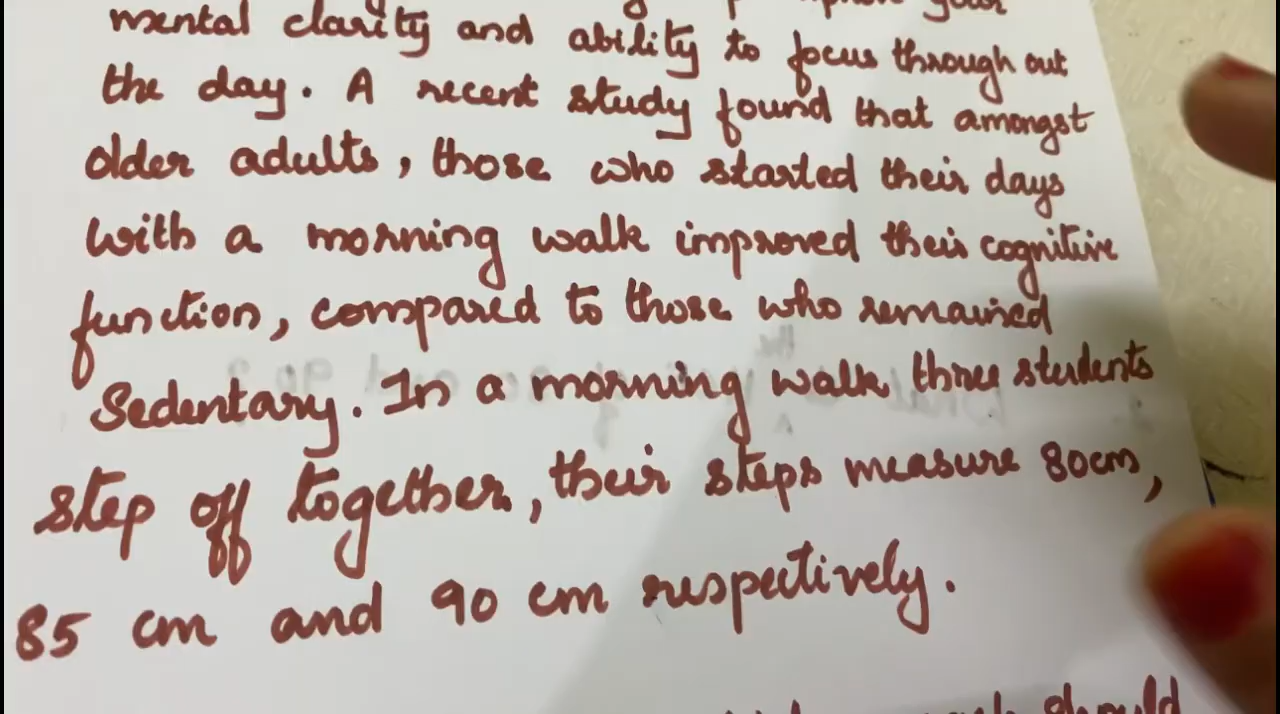 your
mental clarity and ability to focus through out
the day. A recent study found that amongst
older adults, those who started their days
with a morning walk improved their cognitive
function, compared to those who remained
Sedentary. In a morning walk three students
step off together, their steps measure 80cm,
85 cm and 90 cm respectively.
should